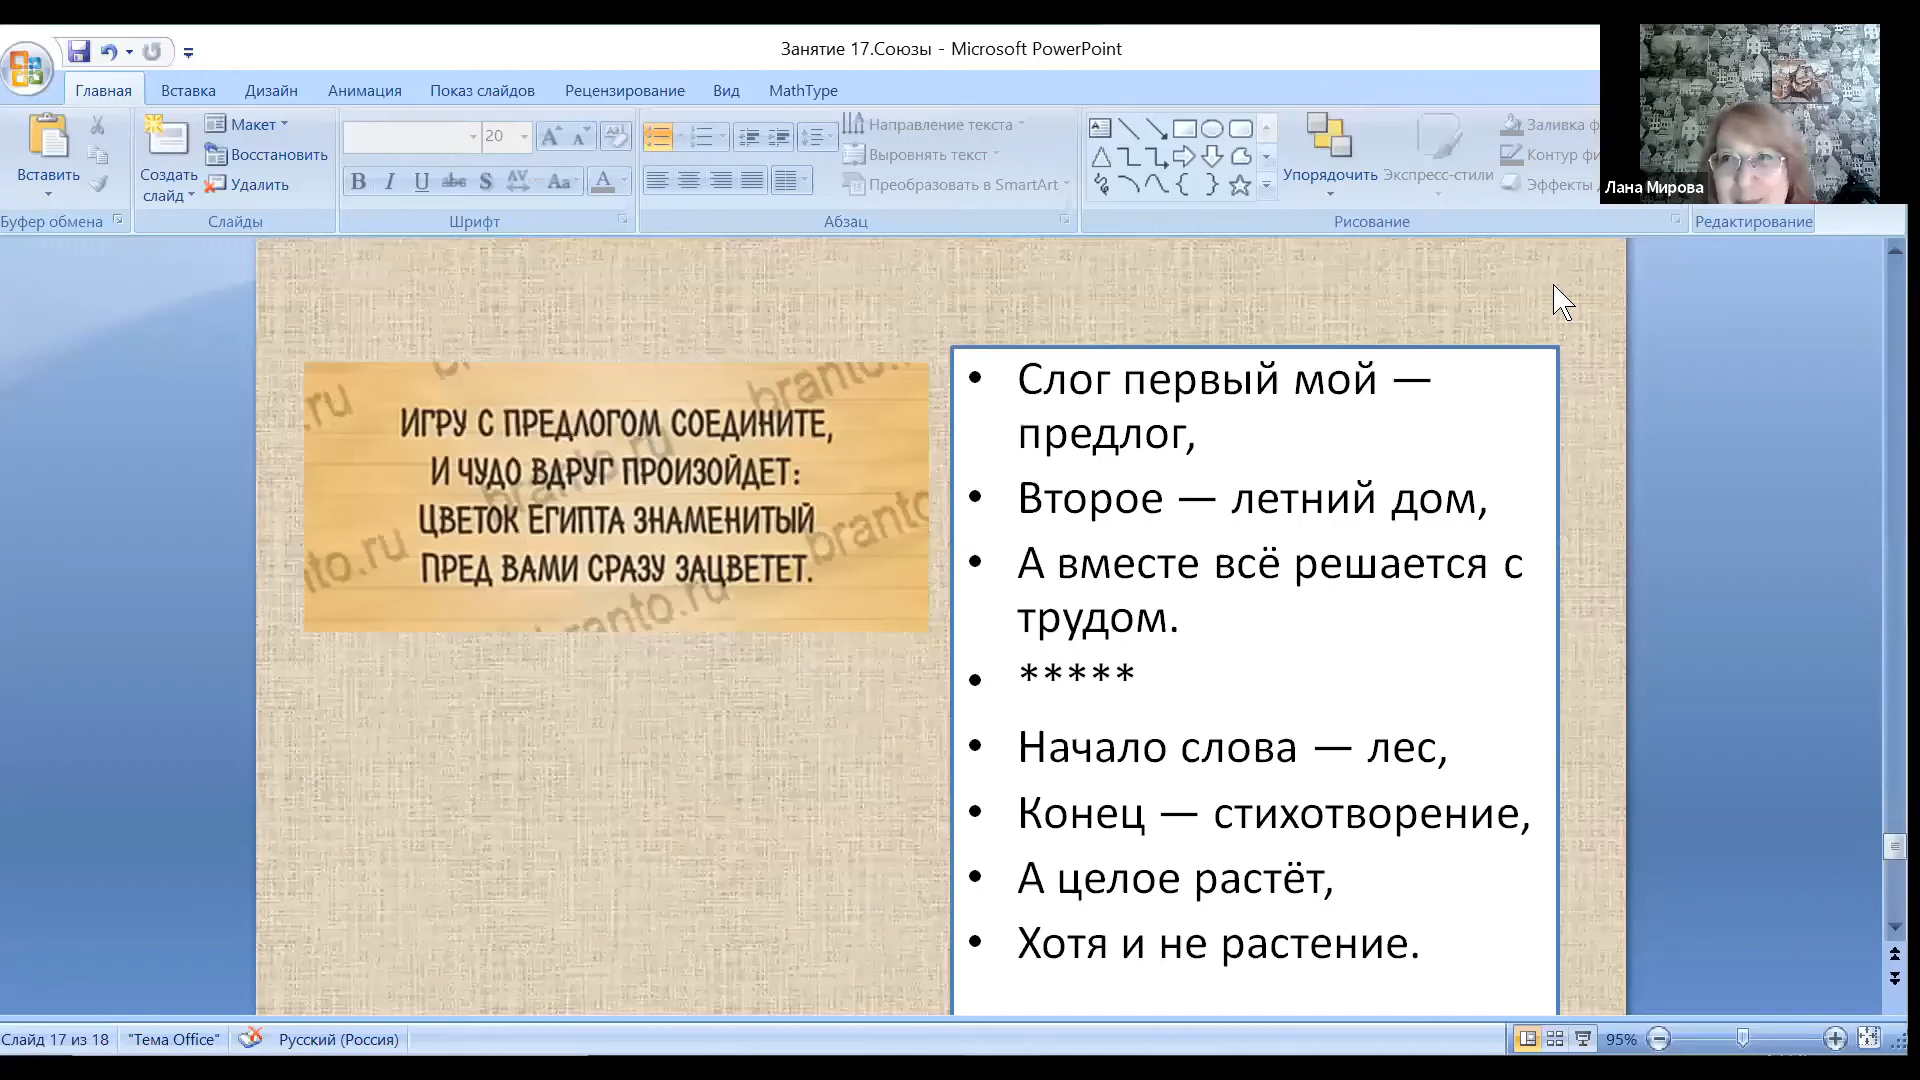 Занятие 17.Союзы - Microsoft PowerPoint
Главная Вставка Дизайн Анимация Показ слайдов Рецензирование Вид MathType
Вставить
Буфер обмена
Создать слайд
Макет
Восстановить
Удалить
Слайды
20
Шрифт
Направление текста
Выровнять текст
Преобразовать в SmartArt
Абзац
Упорядочить
Экспресс-стили
Заливка ф
Контур фи
Эффекты
Рисование
Редактирование
Лана Мирова
ИГРУ С ПРЕДЛОГОМ СОЕДИНИТЕ,
И ЧУДО ВДРУГ ПРОИЗОЙДЕТ:
ЦВЕТОК ЕГИПТА ЗНАМЕНИТЫЙ
ПРЕД ВАМИ СРАЗУ ЗАЦВЕТЕТ.
branto.ru
• Слог первый мой —
предлог,
• Второе — летний дом,
• А вместе всё решается с
трудом.
• *****
• Начало слова — лес,
• Конец — стихотворение,
• А целое растёт,
• Хотя и не растение.
Слайд 17 из 18 "Тема Office" Русский (Россия) 95%